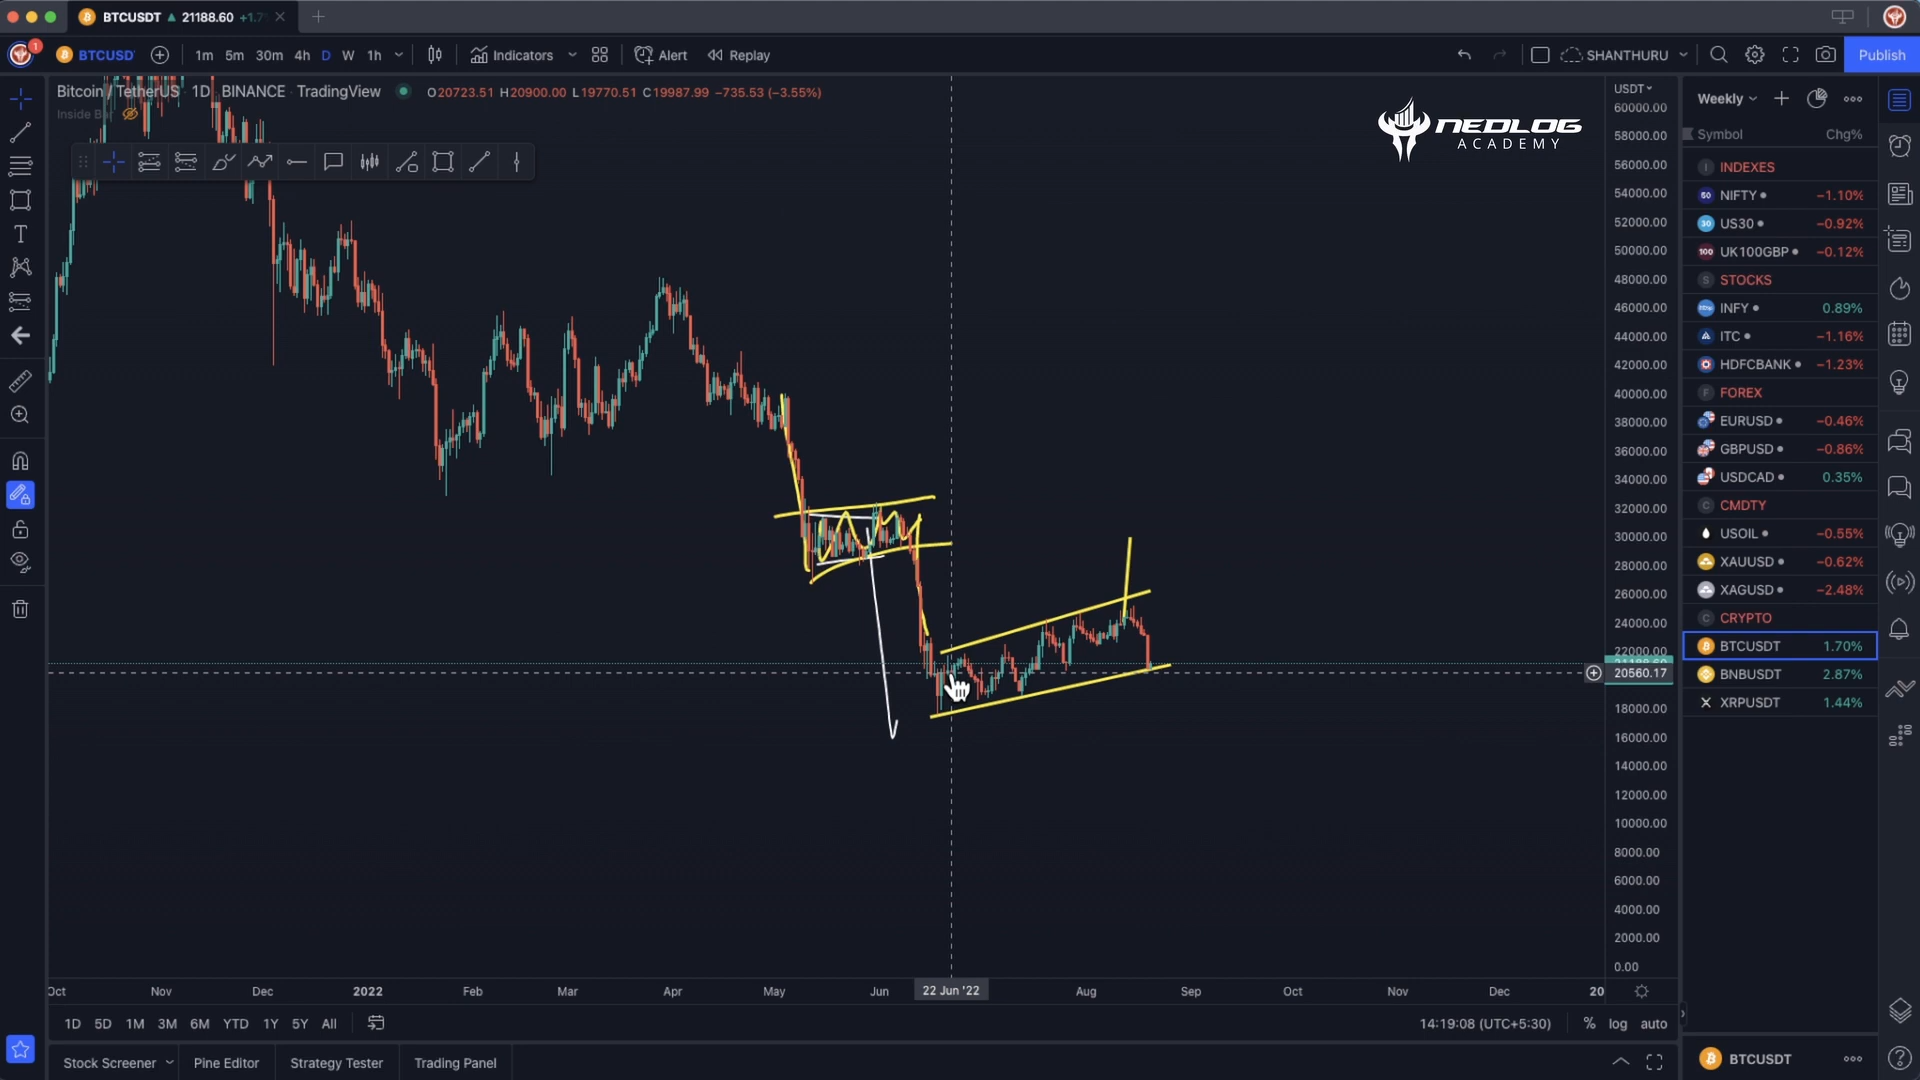 BTCUSDT ▲ 21188.60 +1.7
1
BTCUSD 1m 5m 30m 4h D W 1h Indicators Alert Replay SHANTHURU Publish
Bitcoin / TetherUS 1D BINANCE TradingView O20723.51 H20900.00 L19770.51 C19987.99 −735.53 (−3.55%)
Inside Bar
NEDLOG
ACADEMY
USDT
60000.00
58000.00
56000.00
54000.00
52000.00
50000.00
48000.00
46000.00
44000.00
42000.00
40000.00
38000.00
36000.00
34000.00
32000.00
30000.00
28000.00
26000.00
24000.00
22000.00
21188.60
20560.17
18000.00
16000.00
14000.00
12000.00
10000.00
8000.00
6000.00
4000.00
2000.00
0.00
Oct Nov Dec 2022 Feb Mar Apr May Jun 22 Jun '22 Aug Sep Oct Nov Dec 20
1D 5D 1M 3M 6M YTD 1Y 5Y All 14:19:08 (UTC+5:30) % log auto
Stock Screener Pine Editor Strategy Tester Trading Panel
Weekly
Symbol Chg%
I INDEXES
50 NIFTY −1.10%
30 US30 −0.92%
100 UK100GBP −0.12%
S STOCKS
INFY 0.89%
ITC −1.16%
HDFCBANK −1.23%
F FOREX
EURUSD −0.46%
GBPUSD −0.86%
USDCAD 0.35%
C CMDTY
USOIL −0.55%
XAUUSD −0.62%
XAGUSD −2.48%
C CRYPTO
BTCUSDT 1.70%
BNBUSDT 2.87%
XRPUSDT 1.44%
BTCUSDT